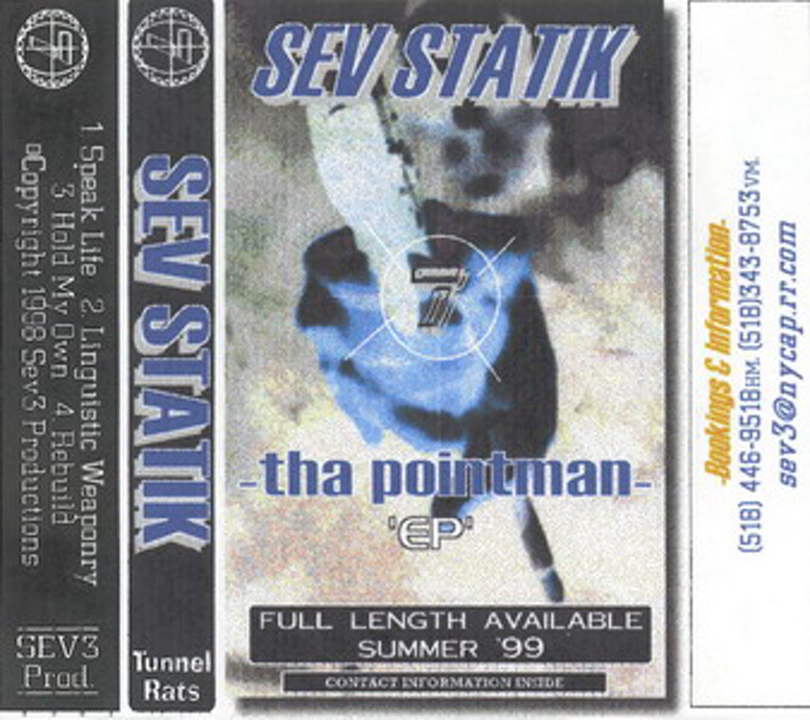 1 Speak Life 2 Linguistic Weaponry
3 Hold My Own 4 Rebuild
©Copyright 1998 Sev3 Productions
SEV3
Prod.
SEV STATIK
Tunnel
Rats
SEV STATIK
7
-tha pointman-
'EP'
FULL LENGTH AVAILABLE
SUMMER '99
CONTACT INFORMATION INSIDE
-Bookings & Information-
(518) 446-9518HM. (518)343-8753VM.
sev3@nycap.rr.com